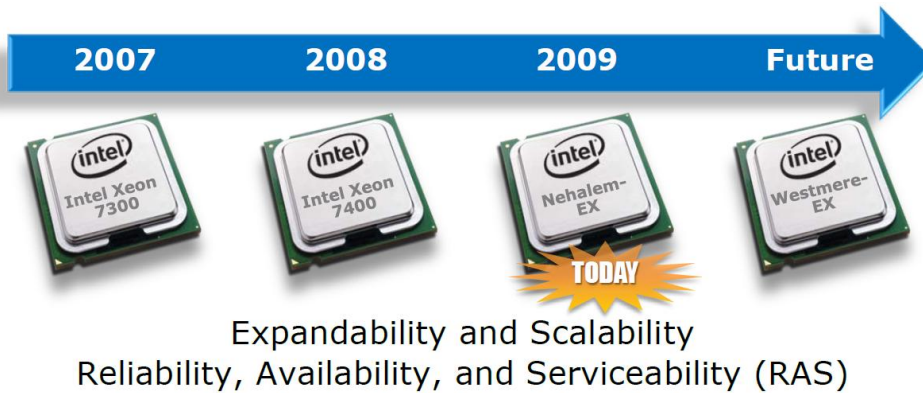 2007 2008 2009 Future
intel intel intel intel
Intel Xeon Intel Xeon Nehalem- Westmere-
7300 7400 EX EX
TODAY
Expandability and Scalability
Reliability, Availability, and Serviceability (RAS)